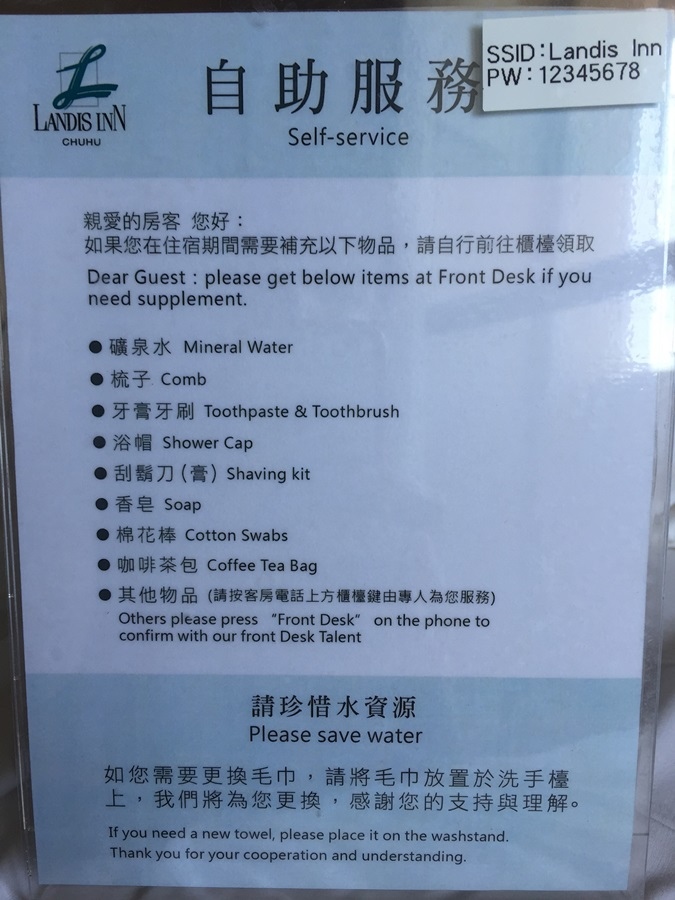 LANDIS INN
CHUHU
自助服務
Self-service
SSID:Landis Inn
PW:12345678
親愛的房客 您好：
如果您在住宿期間需要補充以下物品，請自行前往櫃檯領取
Dear Guest : please get below items at Front Desk if you
need supplement.
● 礦泉水 Mineral Water
● 梳子 Comb
● 牙膏牙刷 Toothpaste & Toothbrush
● 浴帽 Shower Cap
● 刮鬍刀(膏) Shaving kit
● 香皂 Soap
● 棉花棒 Cotton Swabs
● 咖啡茶包 Coffee Tea Bag
● 其他物品 (請按客房電話上方櫃檯鍵由專人為您服務)
Others please press “Front Desk” on the phone to
confirm with our front Desk Talent
請珍惜水資源
Please save water
如您需要更換毛巾，請將毛巾放置於洗手檯
上，我們將為您更換，感謝您的支持與理解。
If you need a new towel, please place it on the washstand.
Thank you for your cooperation and understanding.